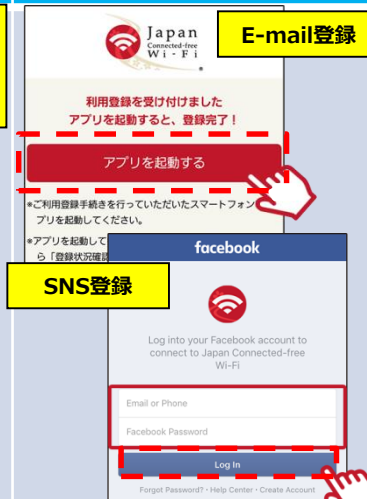 Japan
Connected-free
Wi-Fi
E-mail登録
利用登録を受け付けました
アプリを起動すると、登録完了！
アプリを起動する
※ご利用登録手続きを行っていただいたスマートフォン
プリを起動してください。
※アプリを起動して
ら「登録状況確認
facebook
SNS登録
Log into your Facebook account to
connect to Japan Connected-free
Wi-Fi
Email or Phone
Facebook Password
Log In
Forgot Password? · Help Center · Create Account